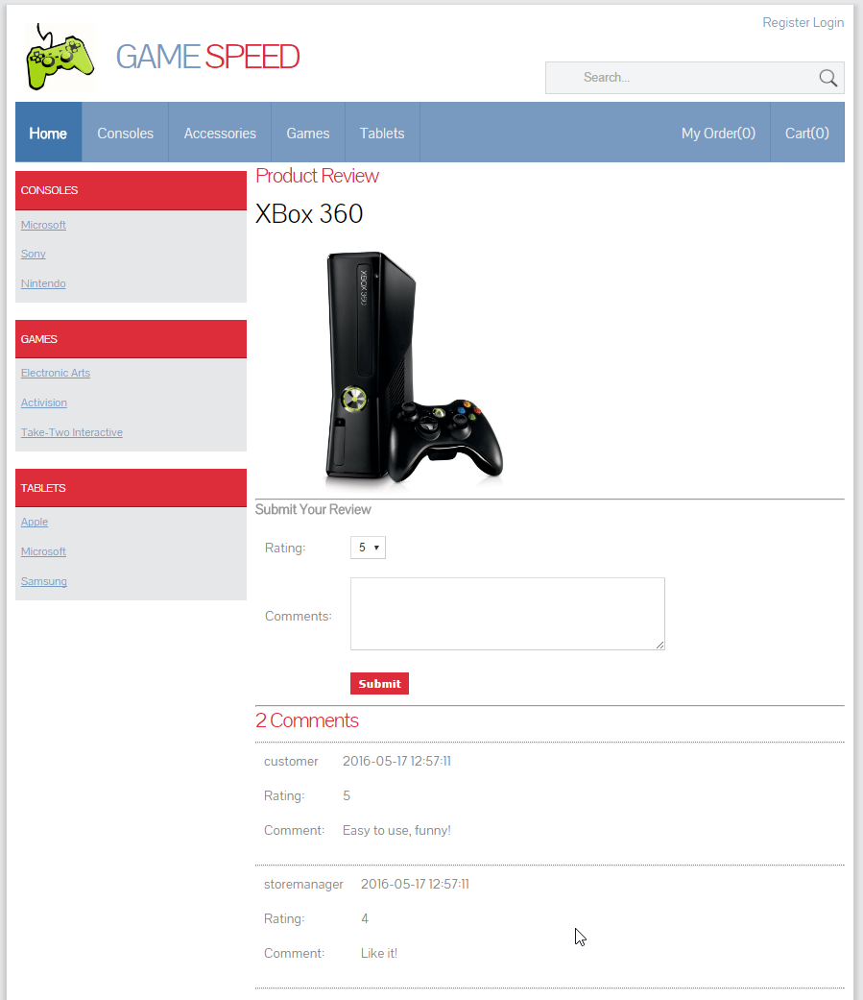 Register Login
GAME SPEED
Search...
Home Consoles Accessories Games Tablets My Order(0) Cart(0)
CONSOLES
Microsoft
Sony
Nintendo
GAMES
Electronic Arts
Activision
Take-Two Interactive
TABLETS
Apple
Microsoft
Samsung
Product Review
XBox 360
XBOX 360
Submit Your Review
Rating: 5
Comments:
Submit
2 Comments
customer 2016-05-17 12:57:11
Rating: 5
Comment: Easy to use, funny!
storemanager 2016-05-17 12:57:11
Rating: 4
Comment: Like it!